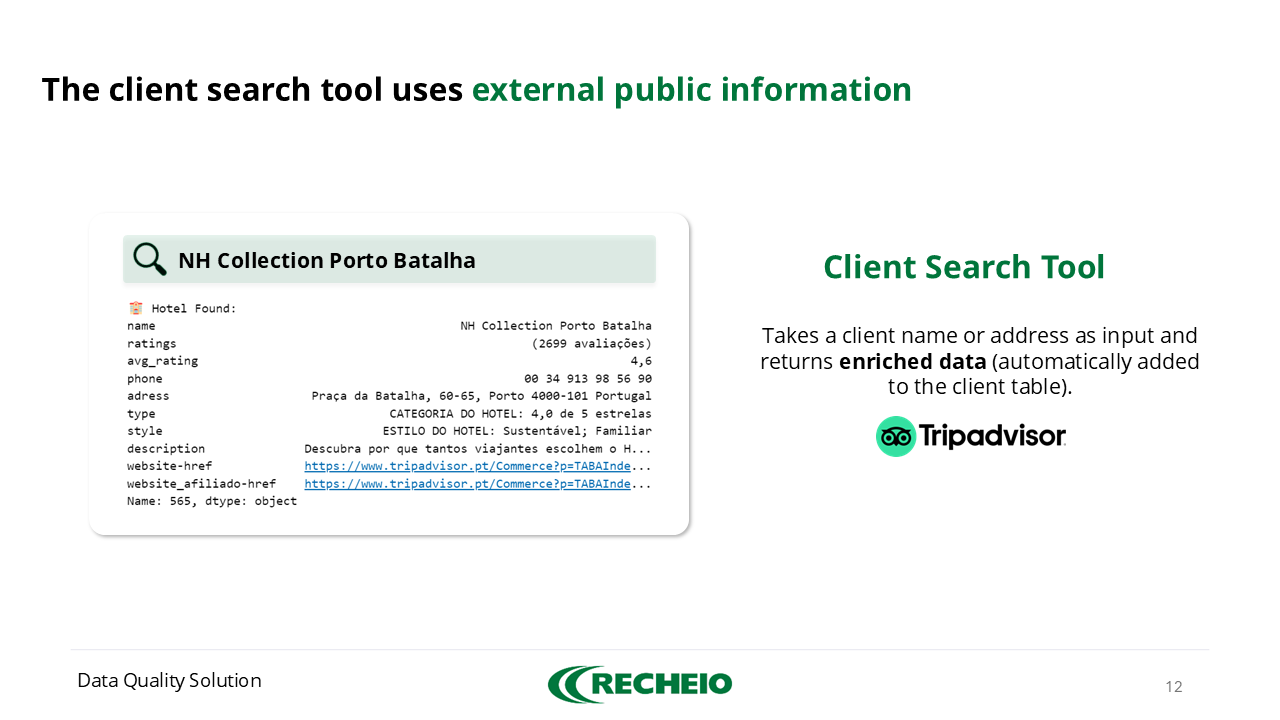 The client search tool uses external public information
NH Collection Porto Batalha
Hotel Found:
name NH Collection Porto Batalha
ratings (2699 avaliações)
avg_rating 4,6
phone 00 34 913 98 56 90
adress Praça da Batalha, 60-65, Porto 4000-101 Portugal
type CATEGORIA DO HOTEL: 4,0 de 5 estrelas
style ESTILO DO HOTEL: Sustentável; Familiar
description Descubra por que tantos viajantes escolhem o H...
website-href https://www.tripadvisor.pt/Commerce?p=TABAInde...
website_afiliado-href https://www.tripadvisor.pt/Commerce?p=TABAInde...
Name: 565, dtype: object
Client Search Tool
Takes a client name or address as input and
returns enriched data (automatically added
to the client table).
Tripadvisor
Data Quality Solution
RECHEIO
12